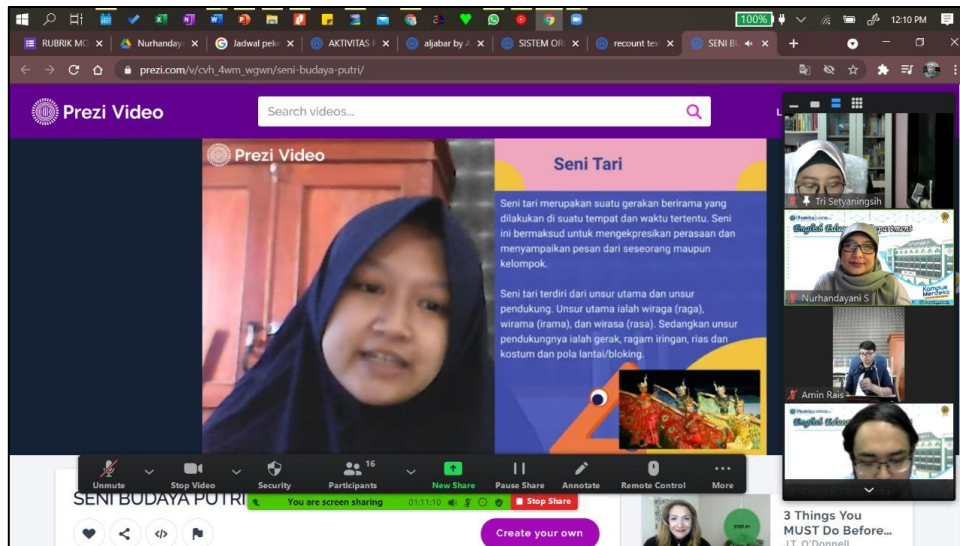 100%
12:10 PM
RUBRIK MO
Nurhanday
Jadwal peke
AKTIVITAS
aljabar by A
SISTEM OR
recount tex
SENI BU
prezi.com/v/cvh_4wm_wgwn/seni-budaya-putri/
Prezi Video
Search videos...
Prezi Video
Seni Tari
Seni tari merupakan suatu gerakan berirama yang
dilakukan di suatu tempat dan waktu tertentu. Seni
ini bermaksud untuk mengekpresikan perasaan dan
menyampaikan pesan dari seseorang maupun
kelompok.
Seni tari terdiri dari unsur utama dan unsur
pendukung. Unsur utama ialah wiraga (raga),
wirama (irama), dan wirasa (rasa). Sedangkan unsur
pendukungnya ialah gerak, ragam iringan, rias dan
kostum dan pola lantai/bloking.
Tri Setyaningsih
Kampus
Merdeka
Nurhandayani S
Amin Rais
Unmute
Stop Video
Security
16
Participants
New Share
Pause Share
Annotate
Remote Control
More
You are screen sharing
01:11:10
Stop Share
SENI BUDAYA PUTRI
Create your own
STEP #1
3 Things You
MUST Do Before...
J.T. O'Donnell